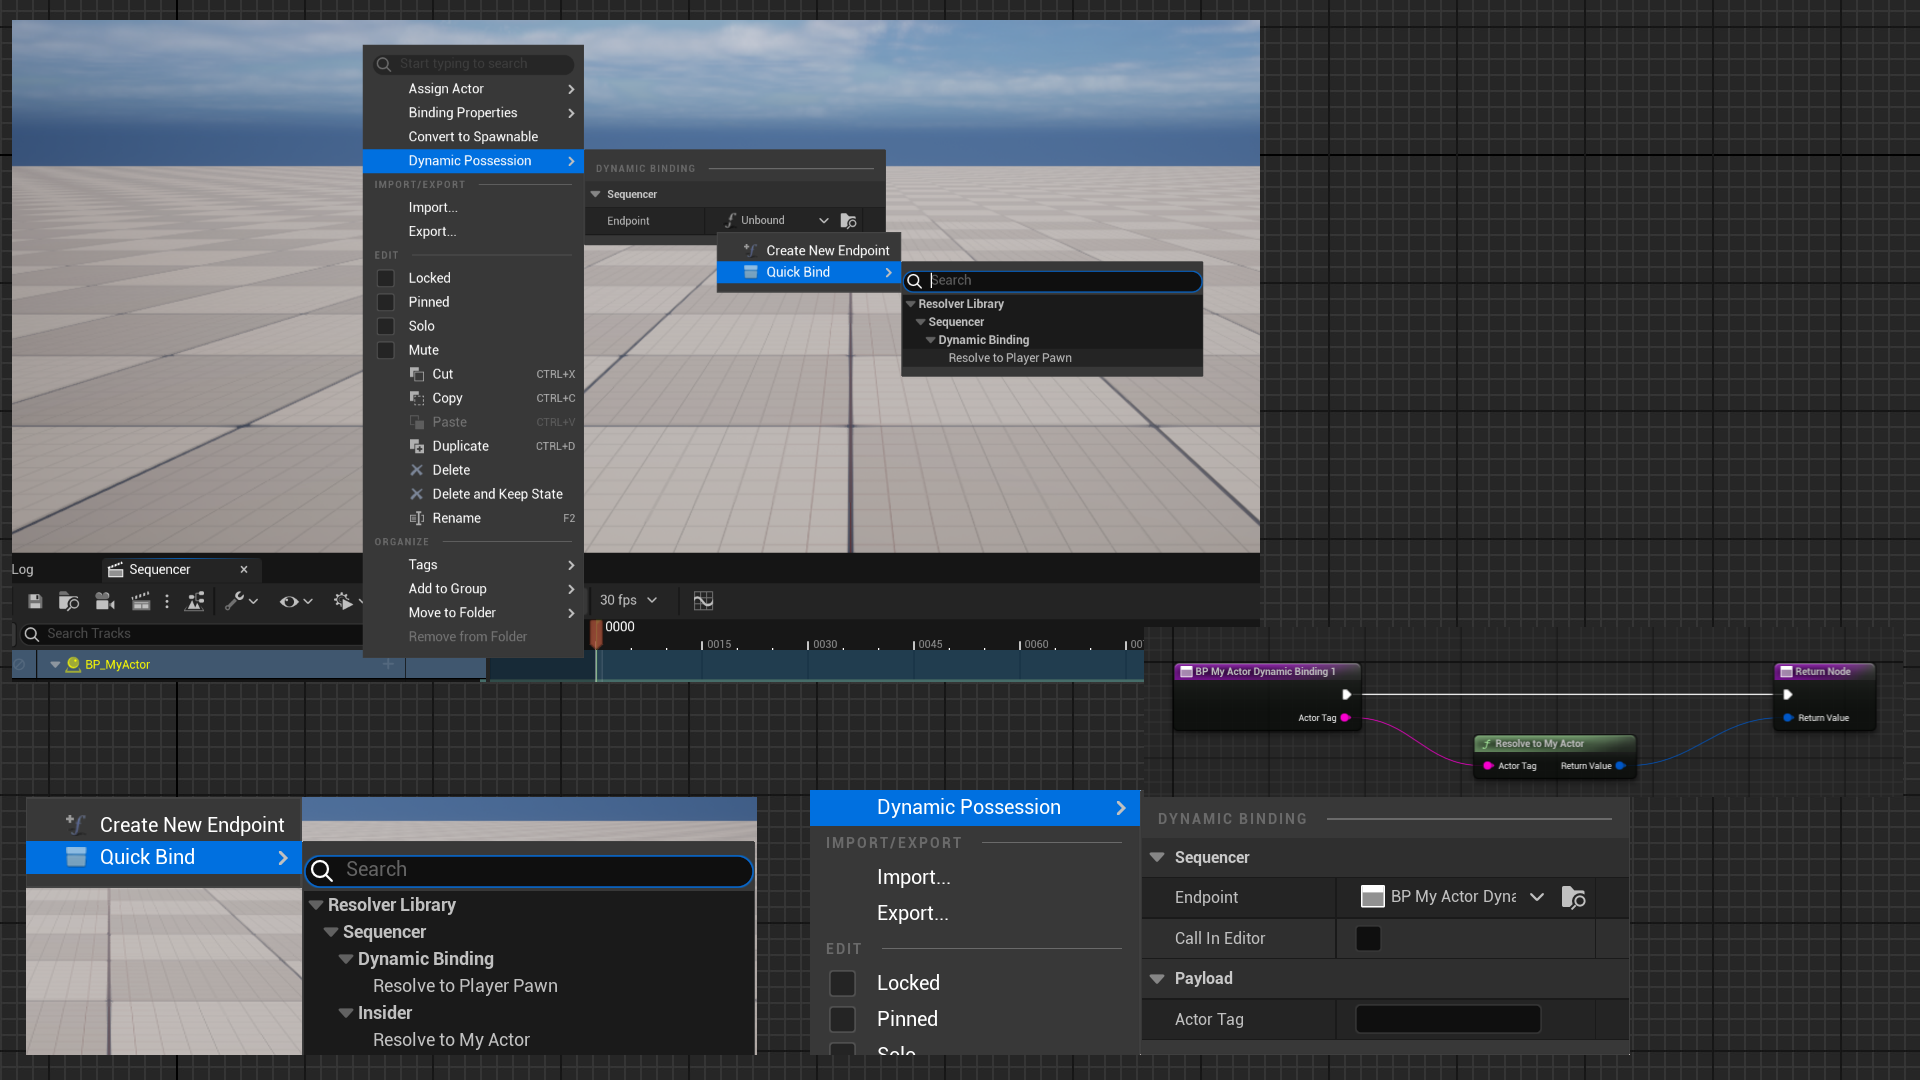 Start typing to search
Assign Actor
Binding Properties
Convert to Spawnable
Dynamic Possession
IMPORT/EXPORT
Import...
Export...
EDIT
Locked
Pinned
Solo
Mute
Cut CTRL+X
Copy CTRL+C
Paste CTRL+V
Duplicate CTRL+D
Delete
Delete and Keep State
Rename F2
ORGANIZE
Tags
Add to Group
Move to Folder
Remove from Folder
DYNAMIC BINDING
Sequencer
Endpoint Unbound
Create New Endpoint
Quick Bind
Search
Resolver Library
Sequencer
Dynamic Binding
Resolve to Player Pawn
Log Sequencer
30 fps
Search Tracks
0000
0015 0030 0045 0060 00
BP_MyActor
BP My Actor Dynamic Binding 1
Actor Tag
Resolve to My Actor
Actor Tag Return Value
Return Node
Return Value
Create New Endpoint
Quick Bind
Search
Resolver Library
Sequencer
Dynamic Binding
Resolve to Player Pawn
Insider
Resolve to My Actor
Dynamic Possession
IMPORT/EXPORT
Import...
Export...
EDIT
Locked
Pinned
Solo
DYNAMIC BINDING
Sequencer
Endpoint BP My Actor Dyna
Call In Editor
Payload
Actor Tag